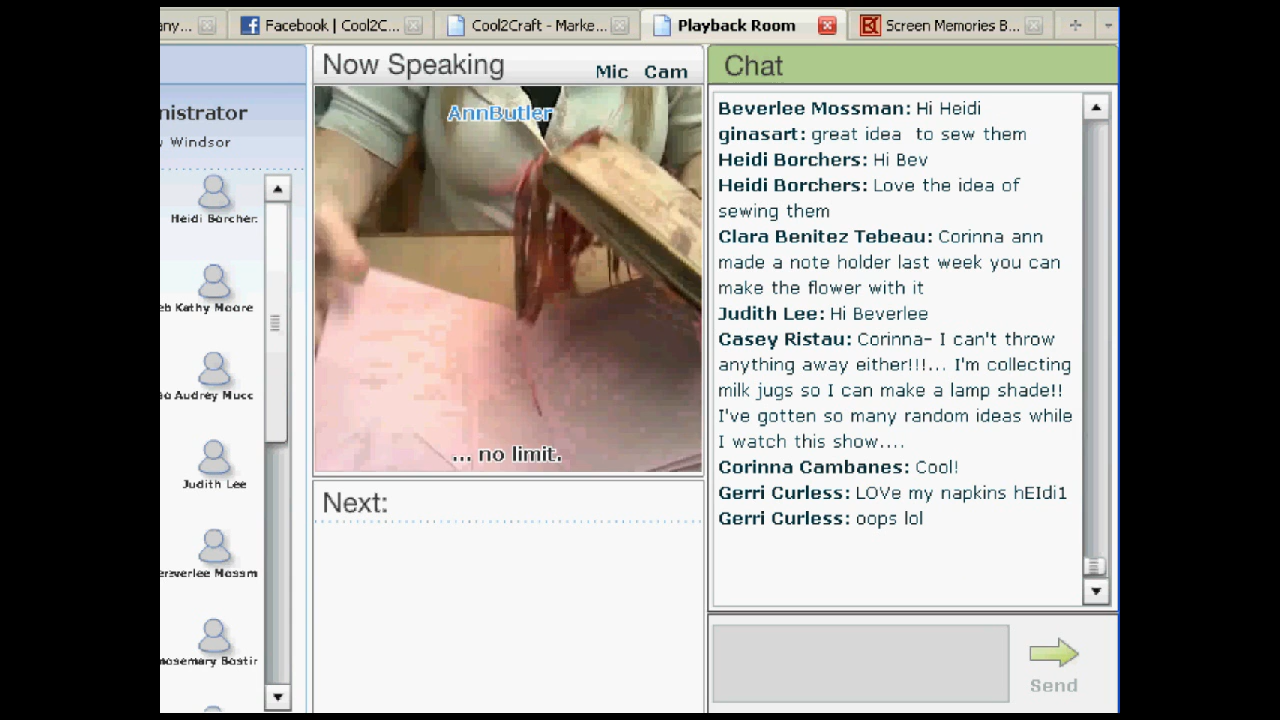 any...
Facebook | Cool2C...
Cool2Craft - Marke...
Playback Room
Screen Memories B...
nistrator
Windsor
Heidi Borchers
eb Kathy Moore
Audrey Mucc
Judith Lee
Mossm
rosemary Bostir
Now Speaking
Mic Cam
AnnButler
... no limit.
Next:
Chat
Beverlee Mossman: Hi Heidi
ginasart: great idea to sew them
Heidi Borchers: Hi Bev
Heidi Borchers: Love the idea of
sewing them
Clara Benitez Tebeau: Corinna ann
made a note holder last week you can
make the flower with it
Judith Lee: Hi Beverlee
Casey Ristau: Corinna- I can't throw
anything away either!!!... I'm collecting
milk jugs so I can make a lamp shade!!
I've gotten so many random ideas while
I watch this show....
Corinna Cambanes: Cool!
Gerri Curless: LOVe my napkins hEIdi1
Gerri Curless: oops lol
Send